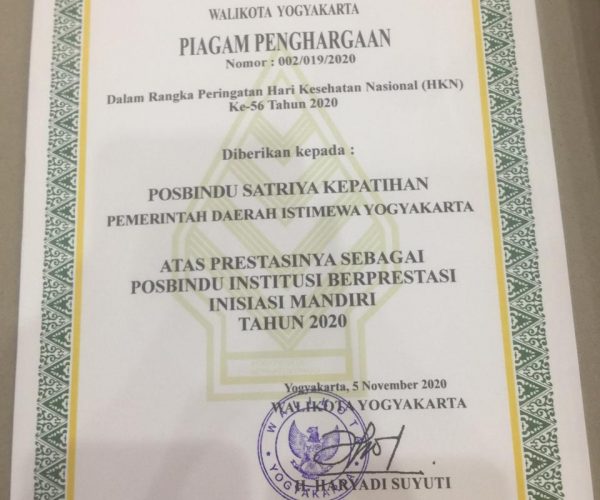 WALIKOTA YOGYAKARTA
PIAGAM PENGHARGAAN
Nomor : 002/019/2020
Dalam Rangka Peringatan Hari Kesehatan Nasional (HKN)
Ke-56 Tahun 2020
Diberikan kepada :
POSBINDU SATRIYA KEPATIHAN
PEMERINTAH DAERAH ISTIMEWA YOGYAKARTA
ATAS PRESTASINYA SEBAGAI
POSBINDU INSTITUSI BERPRESTASI
INISIASI MANDIRI
TAHUN 2020
Yogyakarta, 5 November 2020
WALIKOTA YOGYAKARTA
WALIKOTA
YOGYAKARTA
H. HARYADI SUYUTI